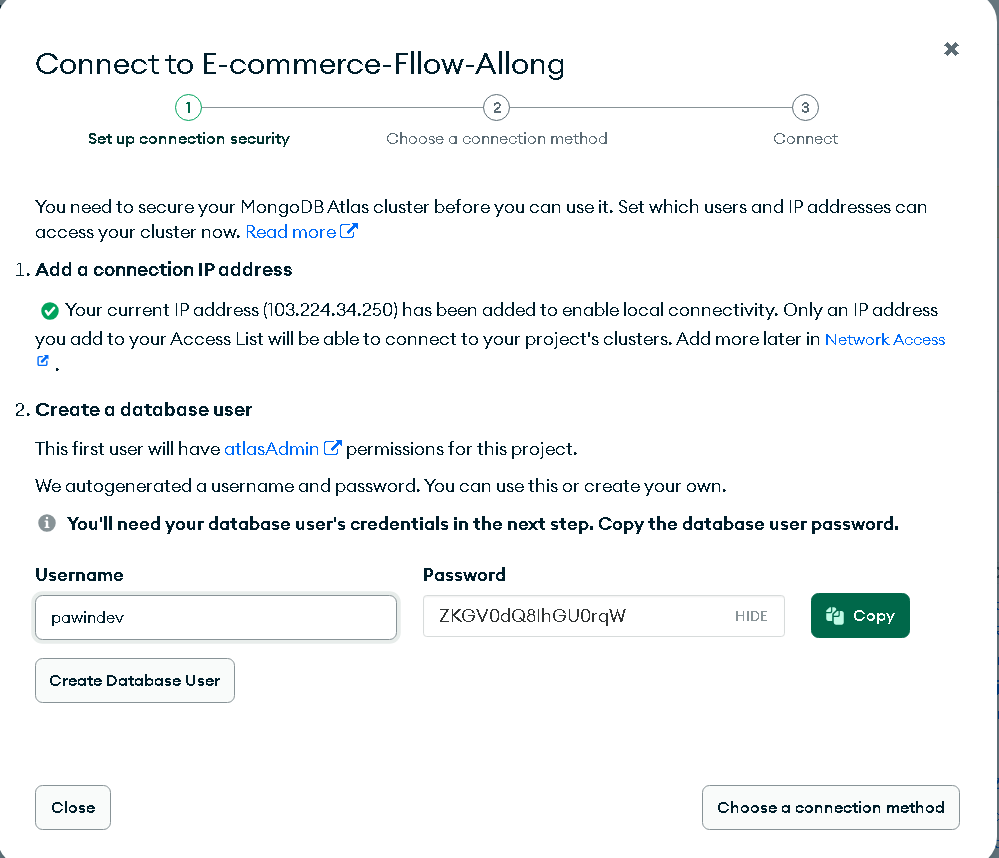 Connect to E-commerce-Fllow-Allong
1
2
3
Set up connection security
Choose a connection method
Connect
You need to secure your MongoDB Atlas cluster before you can use it. Set which users and IP addresses can
access your cluster now. Read more
1. Add a connection IP address
Your current IP address (103.224.34.250) has been added to enable local connectivity. Only an IP address
you add to your Access List will be able to connect to your project's clusters. Add more later in Network Access
.
2. Create a database user
This first user will have atlasAdmin permissions for this project.
We autogenerated a username and password. You can use this or create your own.
You'll need your database user's credentials in the next step. Copy the database user password.
Username
Password
pawindev
ZKGV0dQ8IhGU0rqW
HIDE
Copy
Create Database User
Close
Choose a connection method